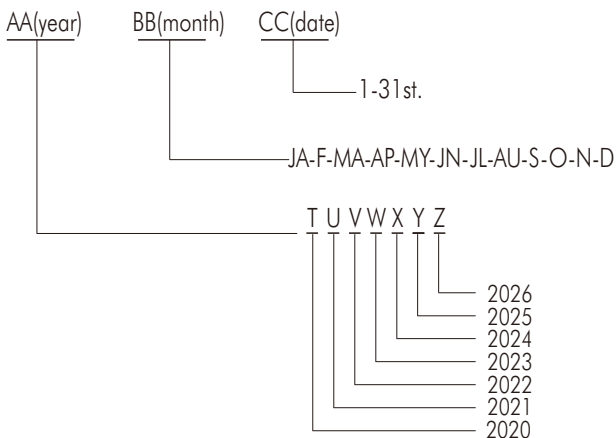 AA(year) BB(month) CC(date)
1-31st.
JA-F-MA-AP-MY-JN-JL-AU-S-O-N-D
T U V W X Y Z
2026
2025
2024
2023
2022
2021
2020